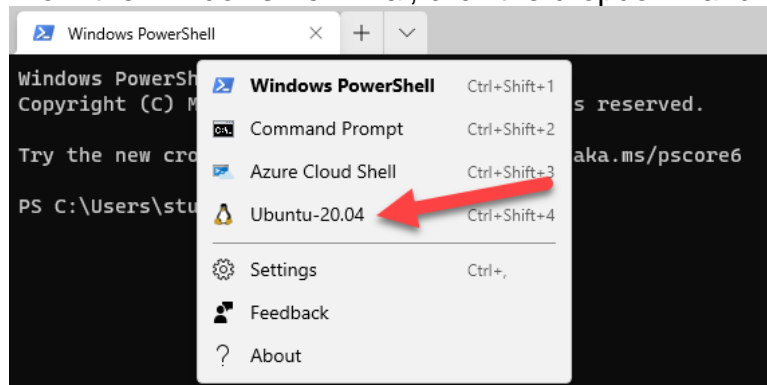 Windows PowerShell
Windows PowerSh
Copyright (C) M
s reserved.
Try the new cro
aka.ms/pscore6
PS C:\Users\stu
Windows PowerShell Ctrl+Shift+1
Command Prompt Ctrl+Shift+2
Azure Cloud Shell Ctrl+Shift+3
Ubuntu-20.04 Ctrl+Shift+4
Settings Ctrl+,
Feedback
? About